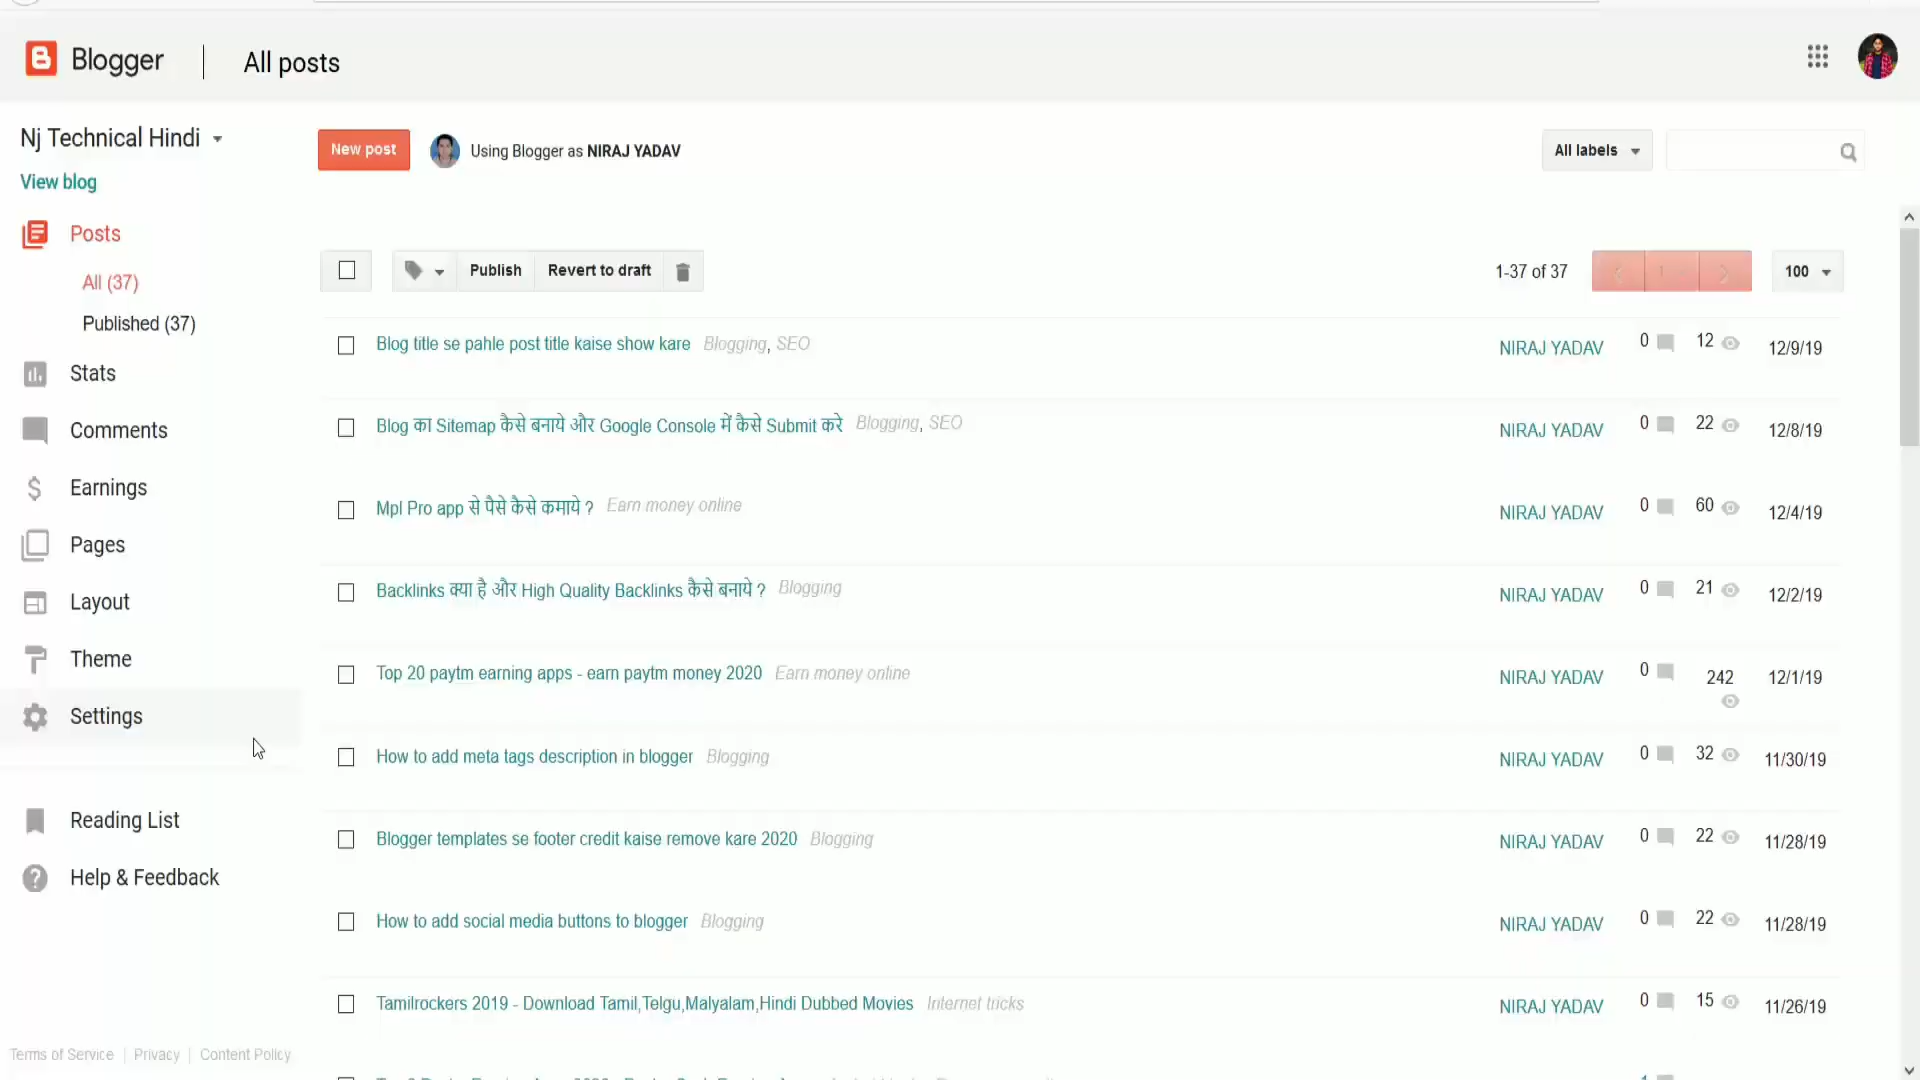 Blogger All posts
Nj Technical Hindi
View blog
New post Using Blogger as NIRAJ YADAV All labels
Posts
All (37)
Published (37)
Stats
Comments
Earnings
Pages
Layout
Theme
Settings
Reading List
Help & Feedback
Terms of Service | Privacy | Content Policy
Publish Revert to draft 1-37 of 37 1 100
Blog title se pahle post title kaise show kare Blogging, SEO NIRAJ YADAV 0 12 12/9/19
Blog का Sitemap कैसे बनाये और Google Console में कैसे Submit करे Blogging, SEO NIRAJ YADAV 0 22 12/8/19
Mpl Pro app से पैसे कैसे कमाये ? Earn money online NIRAJ YADAV 0 60 12/4/19
Backlinks क्या है और High Quality Backlinks कैसे बनाये ? Blogging NIRAJ YADAV 0 21 12/2/19
Top 20 paytm earning apps - earn paytm money 2020 Earn money online NIRAJ YADAV 0 242 12/1/19
How to add meta tags description in blogger Blogging NIRAJ YADAV 0 32 11/30/19
Blogger templates se footer credit kaise remove kare 2020 Blogging NIRAJ YADAV 0 22 11/28/19
How to add social media buttons to blogger Blogging NIRAJ YADAV 0 22 11/28/19
Tamilrockers 2019 - Download Tamil,Telgu,Malyalam,Hindi Dubbed Movies Internet tricks NIRAJ YADAV 0 15 11/26/19